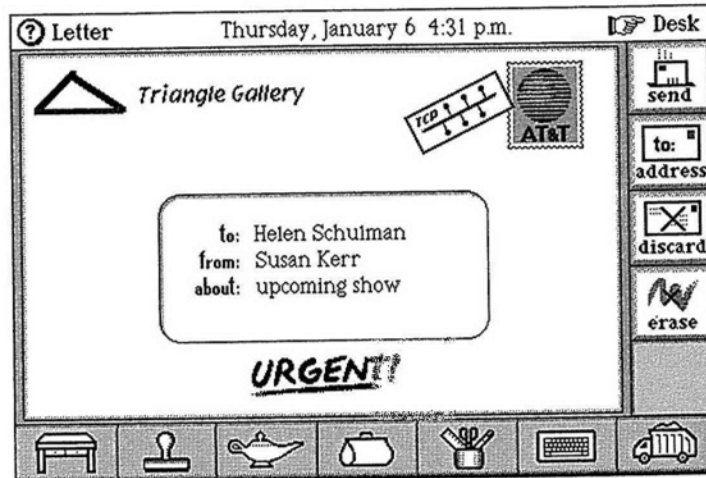 ? Letter
Thursday, January 6 4:31 p.m.
Desk
Triangle Gallery
TCD
AT&T
to: Helen Schulman
from: Susan Kerr
about: upcoming show
URGENT!
send
to:
address
discard
erase